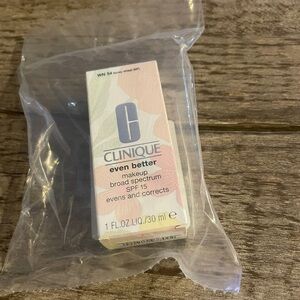 CLINIQUE
even better
makeup
broad spectrum
SPF 15
evens and corrects
1 FL.OZ.LIQ./30 ml e